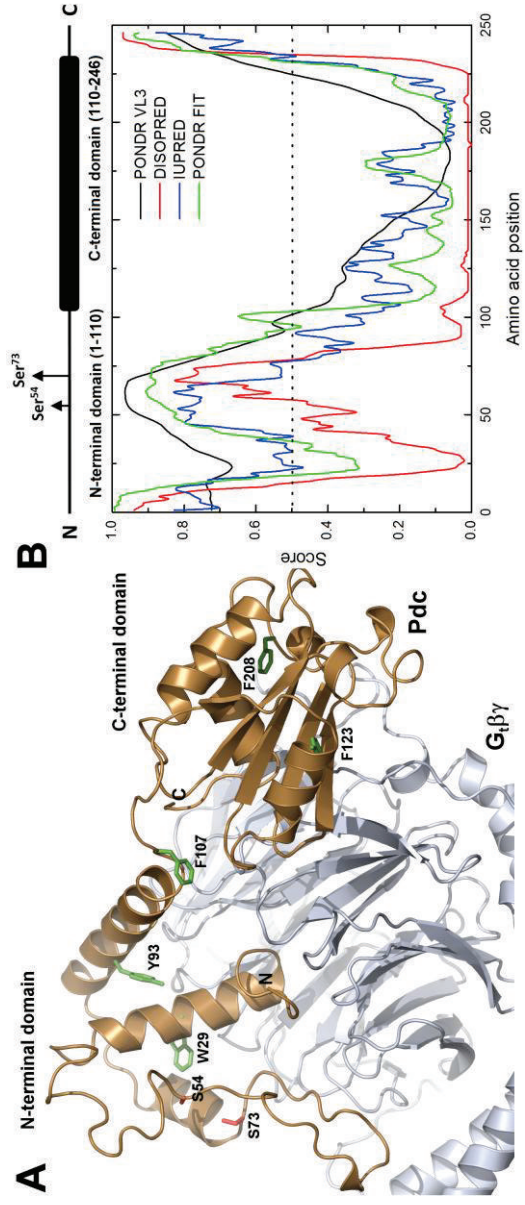 A
N-terminal domain
C-terminal domain
Y93
F107
C
F208
W29
S54
S73
N
F123
Pdc
Gtβγ
B
Ser54
Ser73
N
C
N-terminal domain (1-110)
C-terminal domain (110-246)
PONDR VL3
DISOPRED
IUPRED
PONDR FIT
Score
1.0
0.8
0.6
0.4
0.2
0.0
0
50
100
150
200
250
Amino acid position